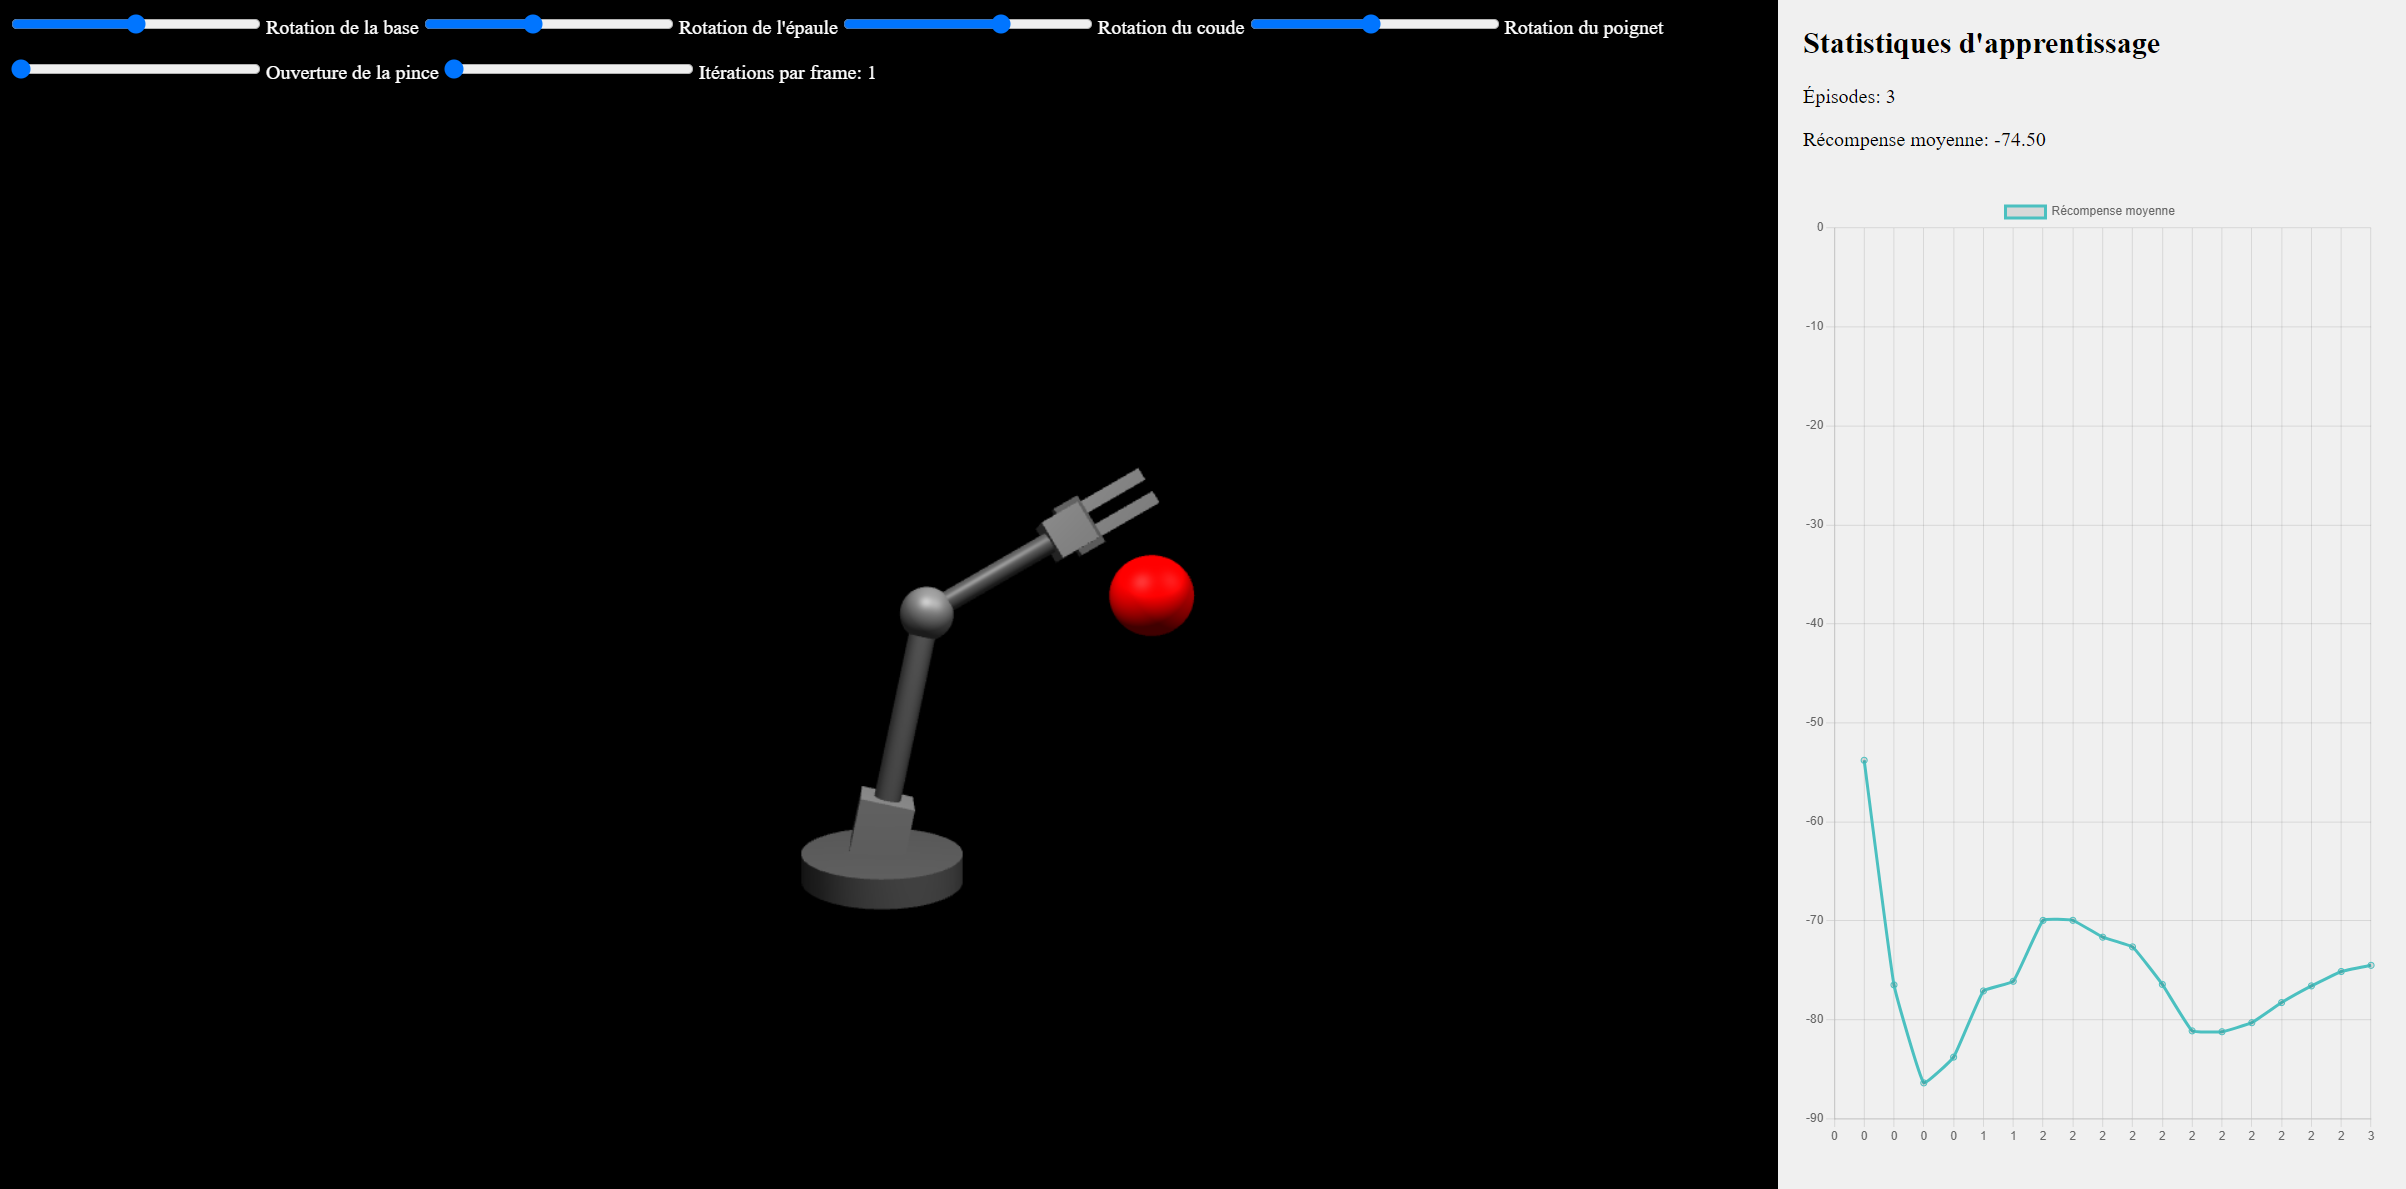 Rotation de la base Rotation de l'épaule Rotation du coude Rotation du poignet
Ouverture de la pince Itérations par frame: 1
Statistiques d'apprentissage
Épisodes: 3
Récompense moyenne: -74.50
Récompense moyenne
0
-10
-20
-30
-40
-50
-60
-70
-80
-90
0 0 0 0 0 1 1 2 2 2 2 2 2 2 2 2 2 2 3